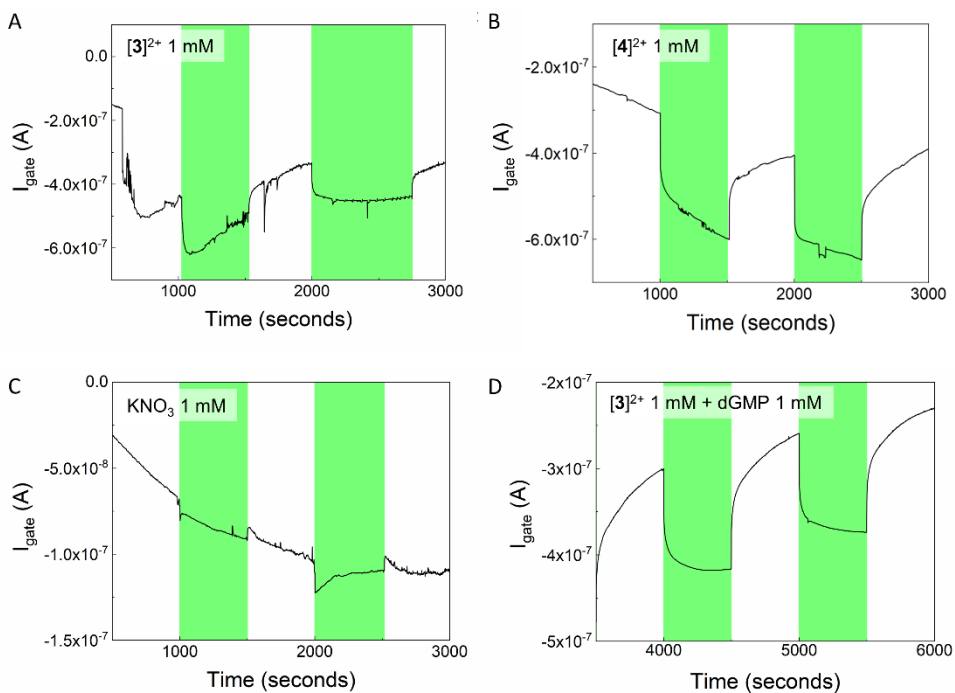 A
[3]²⁺ 1 mM
0.0
-2.0x10⁻⁷
-4.0x10⁻⁷
-6.0x10⁻⁷
I_gate (A)
1000 2000 3000
Time (seconds)
B
[4]²⁺ 1 mM
-2.0x10⁻⁷
-4.0x10⁻⁷
-6.0x10⁻⁷
I_gate (A)
1000 2000 3000
Time (seconds)
C
KNO₃ 1 mM
0.0
-5.0x10⁻⁸
-1.0x10⁻⁷
-1.5x10⁻⁷
I_gate (A)
1000 2000 3000
Time (seconds)
D
[3]²⁺ 1 mM + dGMP 1 mM
-2x10⁻⁷
-3x10⁻⁷
-4x10⁻⁷
-5x10⁻⁷
I_gate (A)
4000 5000 6000
Time (seconds)